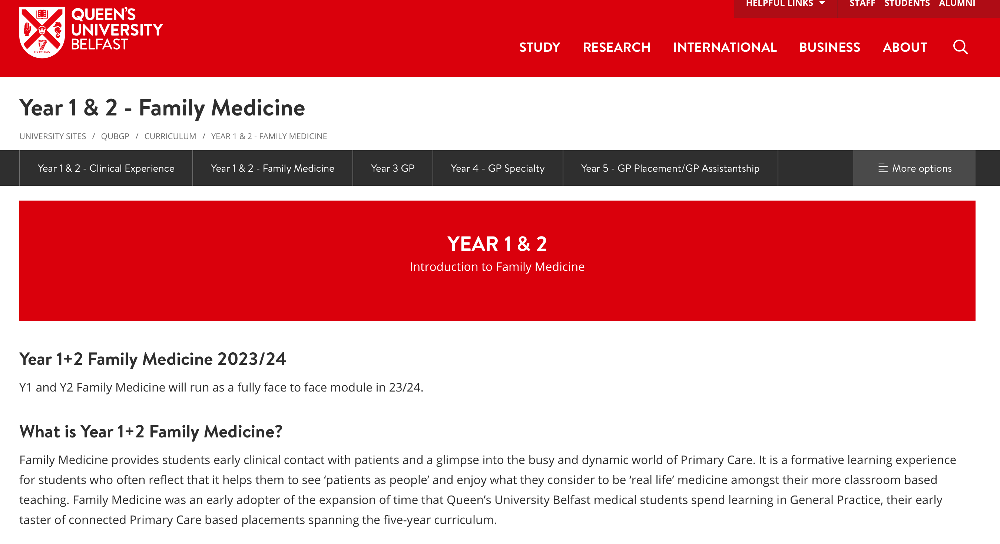 HELPFUL LINKS
STAFF STUDENTS ALUMNI
QUEEN'S
UNIVERSITY
BELFAST
ESTD1845
STUDY RESEARCH INTERNATIONAL BUSINESS ABOUT
Year 1 & 2 - Family Medicine
UNIVERSITY SITES / QUBGP / CURRICULUM / YEAR 1 & 2 - FAMILY MEDICINE
Year 1 & 2 - Clinical Experience
Year 1 & 2 - Family Medicine
Year 3 GP
Year 4 - GP Specialty
Year 5 - GP Placement/GP Assistantship
More options
YEAR 1 & 2
Introduction to Family Medicine
Year 1+2 Family Medicine 2023/24
Y1 and Y2 Family Medicine will run as a fully face to face module in 23/24.
What is Year 1+2 Family Medicine?
Family Medicine provides students early clinical contact with patients and a glimpse into the busy and dynamic world of Primary Care. It is a formative learning experience
for students who often reflect that it helps them to see ‘patients as people’ and enjoy what they consider to be ‘real life’ medicine amongst their more classroom based
teaching. Family Medicine was an early adopter of the expansion of time that Queen’s University Belfast medical students spend learning in General Practice, their early
taster of connected Primary Care based placements spanning the five-year curriculum.